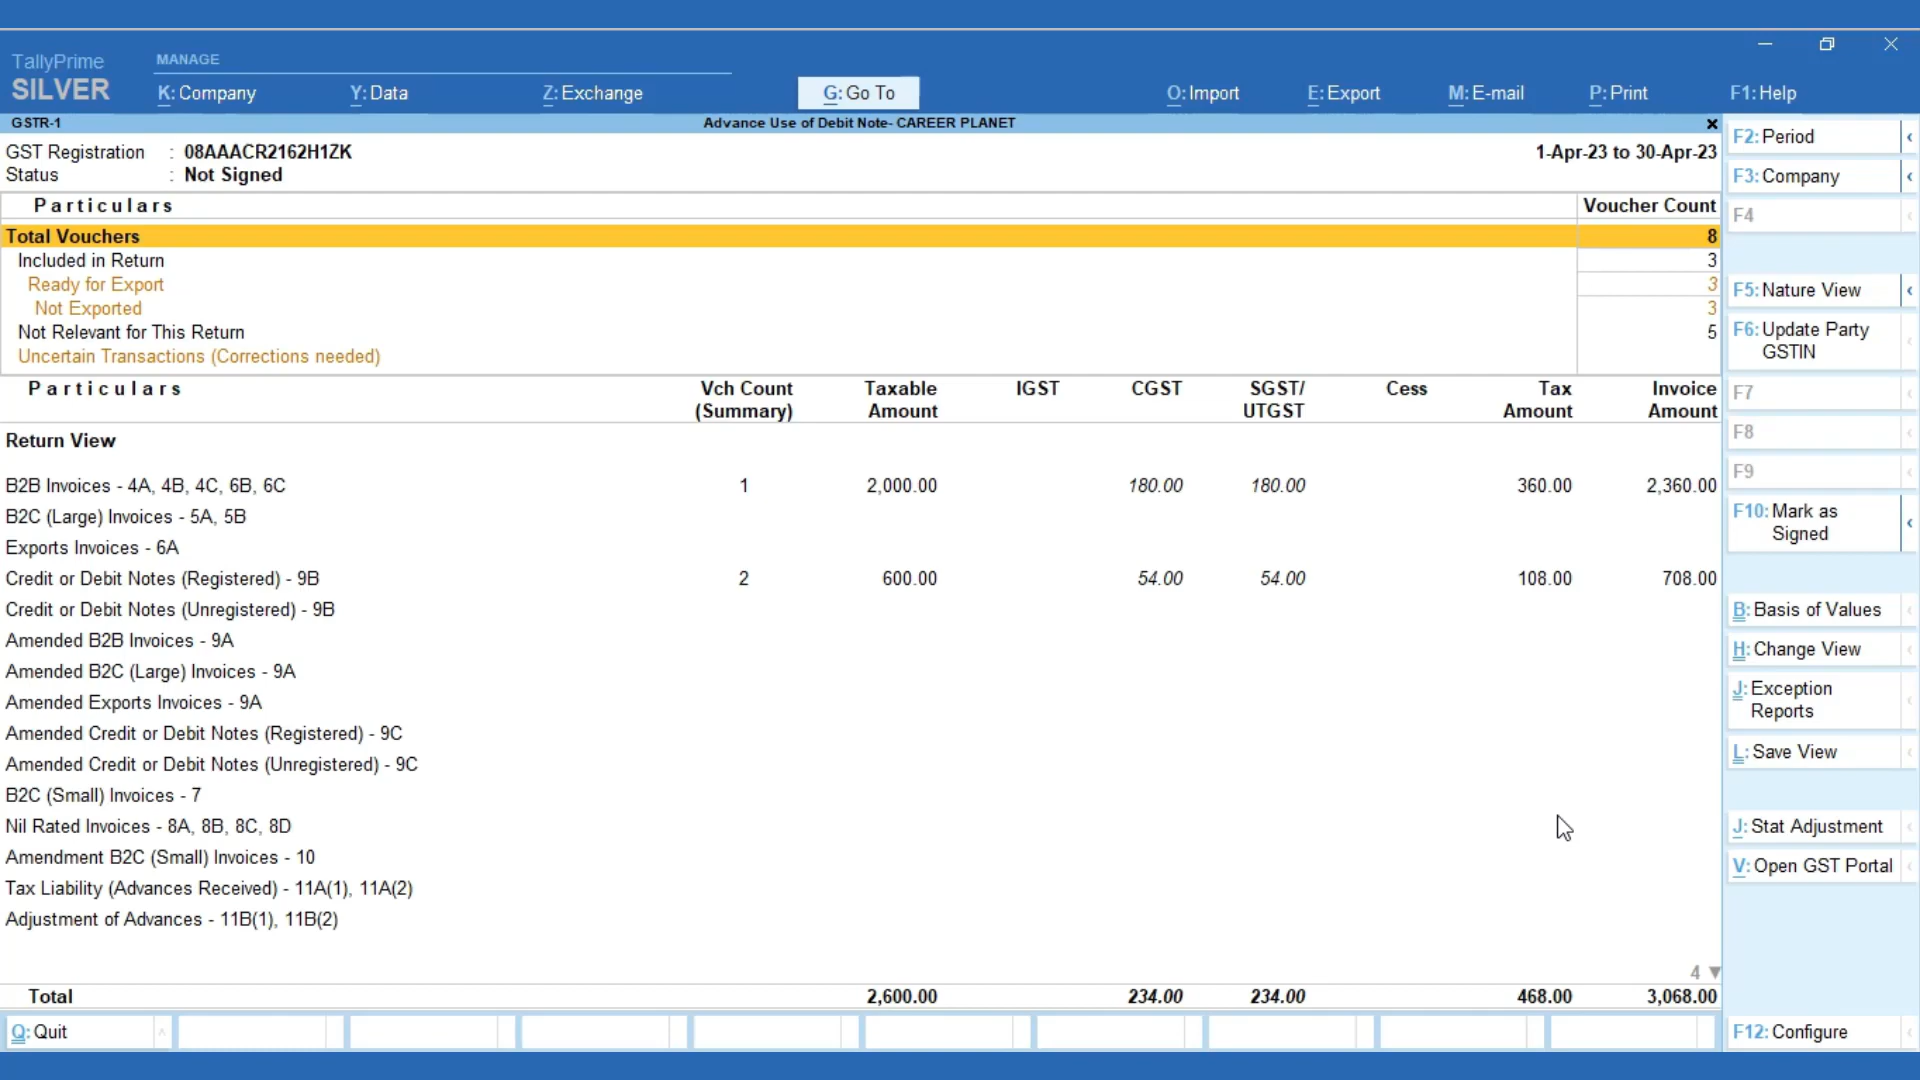 TallyPrime
SILVER
MANAGE
K: Company
Y: Data
Z: Exchange
G: Go To
O: Import
E: Export
M: E-mail
P: Print
F1: Help
GSTR-1
Advance Use of Debit Note- CAREER PLANET
GST Registration : 08AAACR2162H1ZK
1-Apr-23 to 30-Apr-23
Status : Not Signed
Particulars Voucher Count
Total Vouchers 8
Included in Return 3
Ready for Export 3
Not Exported 3
Not Relevant for This Return 5
Uncertain Transactions (Corrections needed)
Particulars Vch Count (Summary) Taxable Amount IGST CGST SGST/ UTGST Cess Tax Amount Invoice Amount
Return View
B2B Invoices - 4A, 4B, 4C, 6B, 6C 1 2,000.00 180.00 180.00 360.00 2,360.00
B2C (Large) Invoices - 5A, 5B
Exports Invoices - 6A
Credit or Debit Notes (Registered) - 9B 2 600.00 54.00 54.00 108.00 708.00
Credit or Debit Notes (Unregistered) - 9B
Amended B2B Invoices - 9A
Amended B2C (Large) Invoices - 9A
Amended Exports Invoices - 9A
Amended Credit or Debit Notes (Registered) - 9C
Amended Credit or Debit Notes (Unregistered) - 9C
B2C (Small) Invoices - 7
Nil Rated Invoices - 8A, 8B, 8C, 8D
Amendment B2C (Small) Invoices - 10
Tax Liability (Advances Received) - 11A(1), 11A(2)
Adjustment of Advances - 11B(1), 11B(2)
4
Total 2,600.00 234.00 234.00 468.00 3,068.00
Q: Quit
F2: Period
F3: Company
F4
F5: Nature View
F6: Update Party
GSTIN
F7
F8
F9
F10: Mark as
Signed
B: Basis of Values
H: Change View
J: Exception
Reports
L: Save View
J: Stat Adjustment
V: Open GST Portal
F12: Configure